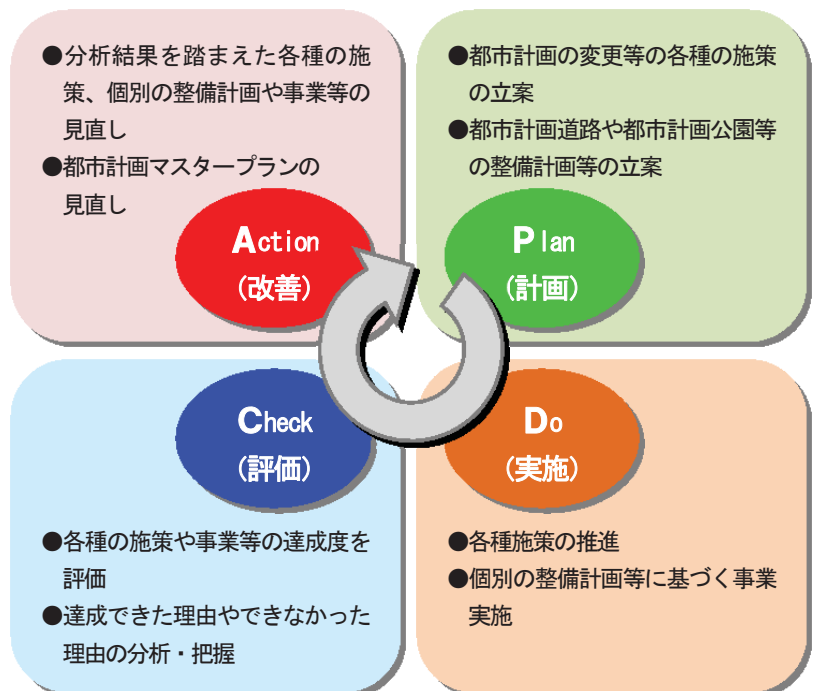 ●分析結果を踏まえた各種の施
策、個別の整備計画や事業等の
見直し
●都市計画マスタープランの
見直し
Action
(改善)
●都市計画の変更等の各種の施策
の立案
●都市計画道路や都市計画公園等
の整備計画等の立案
Plan
(計画)
Check
(評価)
●各種の施策や事業等の達成度を
評価
●達成できた理由やできなかった
理由の分析・把握
Do
(実施)
●各種施策の推進
●個別の整備計画等に基づく事業
実施